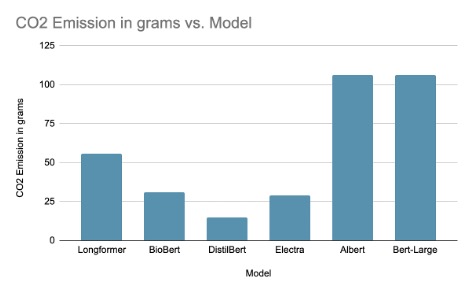 CO2 Emission in grams vs. Model
125
100
75
50
25
0
CO2 Emission in grams
Longformer BioBert DistilBert Electra Albert Bert-Large
Model